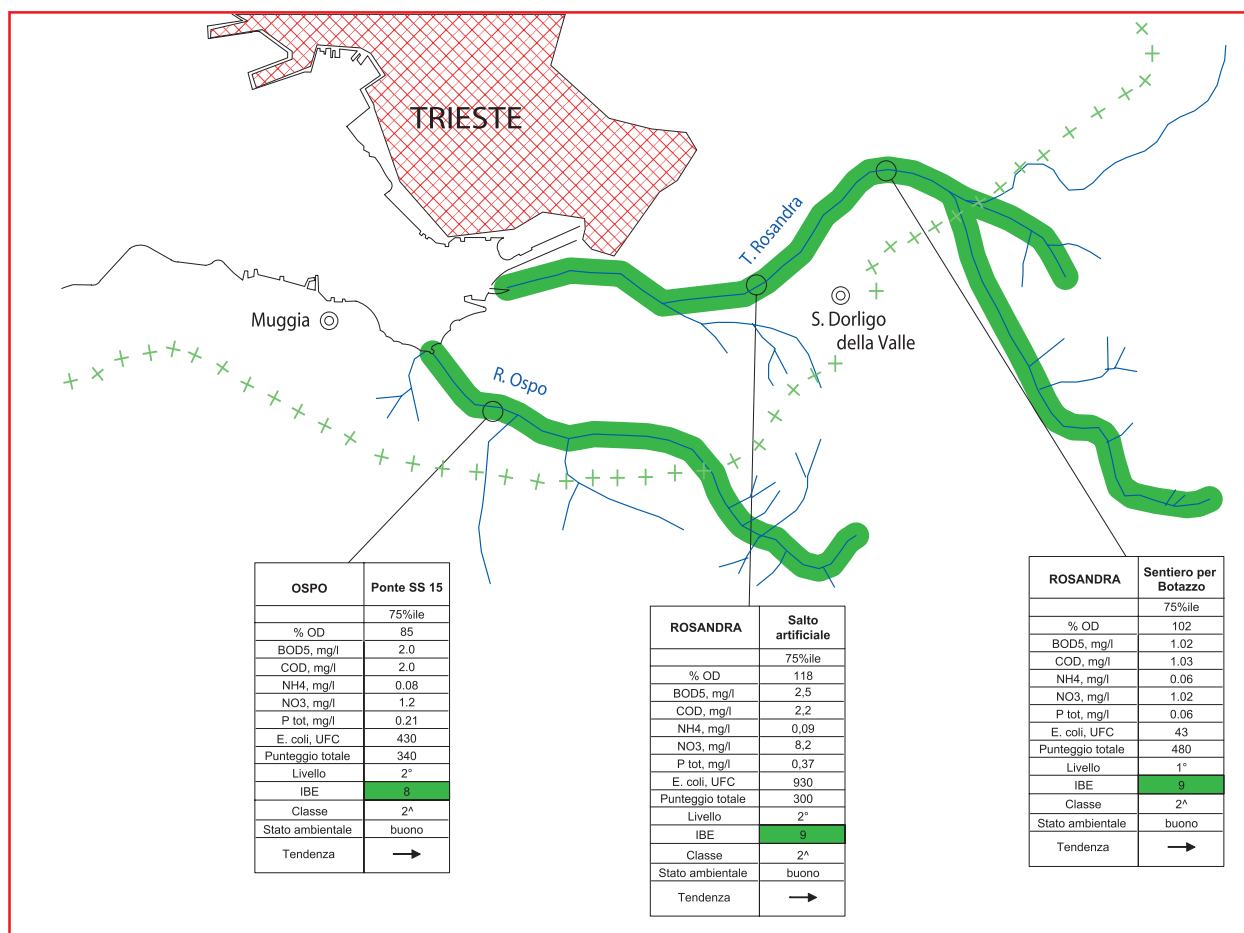 TRIESTE
T. Rosandra
Muggia
S. Dorligo
della Valle
R. Ospo
OSPO Ponte SS 15
75%ile
% OD 85
BOD5, mg/l 2.0
COD, mg/l 2.0
NH4, mg/l 0.08
NO3, mg/l 1.2
P tot, mg/l 0.21
E. coli, UFC 430
Punteggio totale 340
Livello 2°
IBE 8
Classe 2^
Stato ambientale buono
Tendenza →
ROSANDRA Salto
artificiale
75%ile
% OD 118
BOD5, mg/l 2,5
COD, mg/l 2,2
NH4, mg/l 0,09
NO3, mg/l 8,2
P tot, mg/l 0,37
E. coli, UFC 930
Punteggio totale 300
Livello 2°
IBE 9
Classe 2^
Stato ambientale buono
Tendenza →
ROSANDRA Sentiero per
Botazzo
75%ile
% OD 102
BOD5, mg/l 1.02
COD, mg/l 1.03
NH4, mg/l 0.06
NO3, mg/l 1.02
P tot, mg/l 0.06
E. coli, UFC 43
Punteggio totale 480
Livello 1°
IBE 9
Classe 2^
Stato ambientale buono
Tendenza →